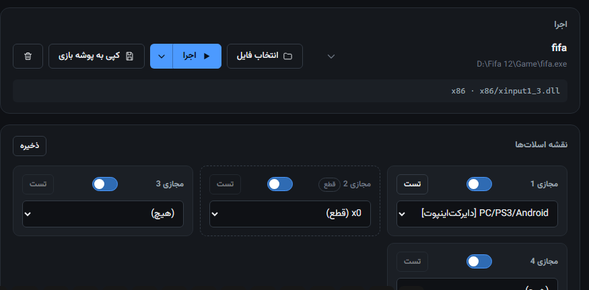 اجرا
fifa
D:\Fifa 12\Game\fifa.exe
انتخاب فایل
اجرا
کپی به پوشه بازی
x86 · x86/xinput1_3.dll
نقشه اسلات‌ها
ذخیره
مجازی 1
تست
مجازی 2
قطع
تست
مجازی 3
تست
PC/PS3/Android [دایرکت‌اینپوت]
x0 (قطع)
(هیچ)
مجازی 4
تست